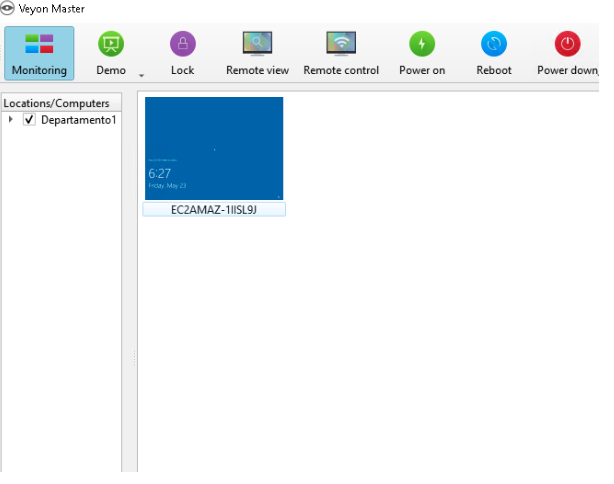 Veyon Master
Monitoring Demo Lock Remote view Remote control Power on Reboot Power down
Locations/Computers
Departamento1
6:27
Friday, May 23
EC2AMAZ-1IISL9J